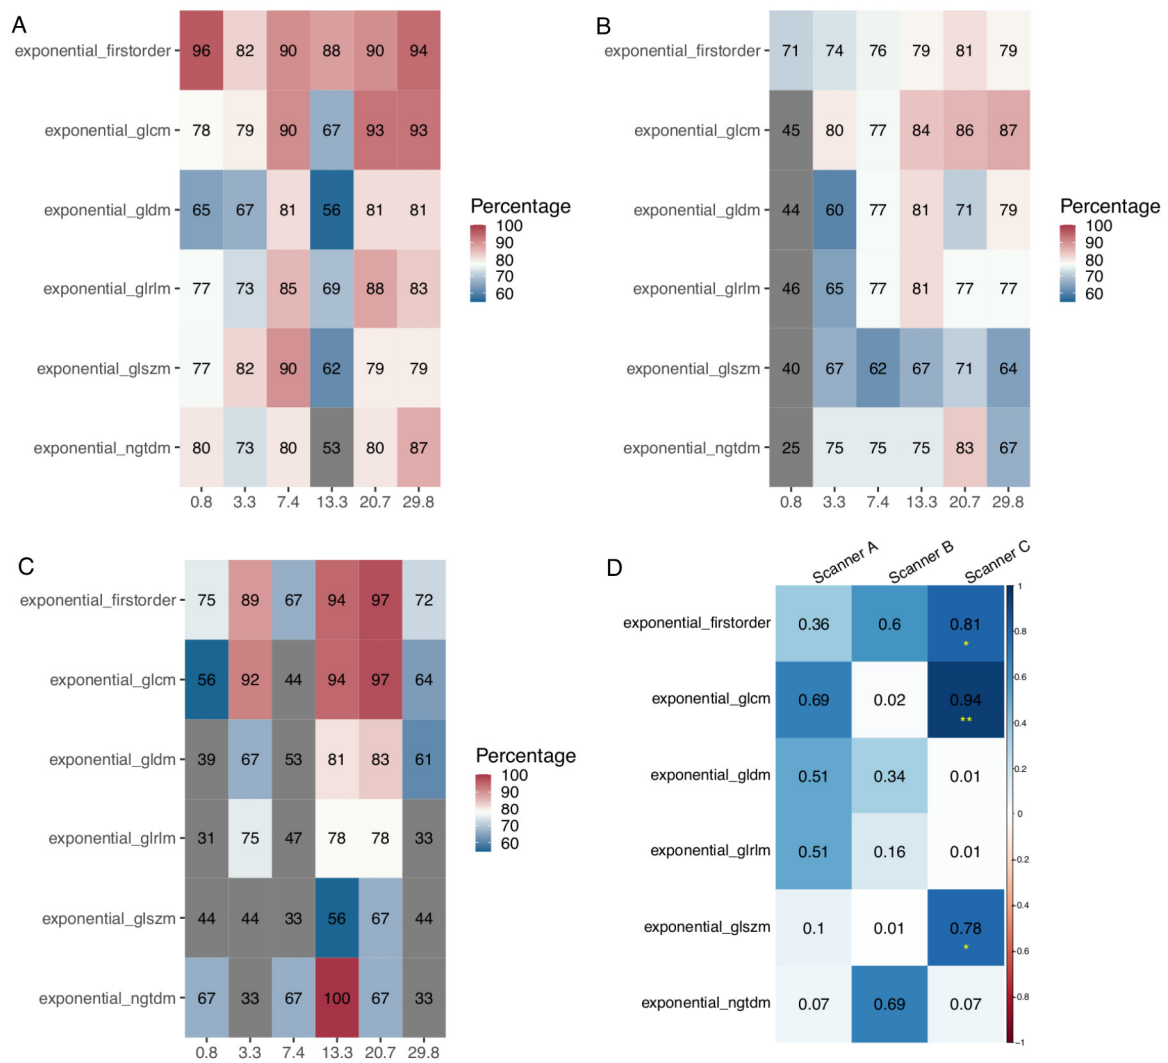 A
exponential_firstorder 96 82 90 88 90 94
exponential_glcm 78 79 90 67 93 93
exponential_gldm 65 67 81 56 81 81
exponential_glrlm 77 73 85 69 88 83
exponential_glszm 77 82 90 62 79 79
exponential_ngtdm 80 73 80 53 80 87
0.8 3.3 7.4 13.3 20.7 29.8
Percentage
100
90
80
70
60
B
exponential_firstorder 71 74 76 79 81 79
exponential_glcm 45 80 77 84 86 87
exponential_gldm 44 60 77 81 71 79
exponential_glrlm 46 65 77 81 77 77
exponential_glszm 40 67 62 67 71 64
exponential_ngtdm 25 75 75 75 83 67
0.8 3.3 7.4 13.3 20.7 29.8
Percentage
100
90
80
70
60
C
exponential_firstorder 75 89 67 94 97 72
exponential_glcm 56 92 44 94 97 64
exponential_gldm 39 67 53 81 83 61
exponential_glrlm 31 75 47 78 78 33
exponential_glszm 44 44 33 56 67 44
exponential_ngtdm 67 33 67 100 67 33
0.8 3.3 7.4 13.3 20.7 29.8
Percentage
100
90
80
70
60
D
Scanner A Scanner B Scanner C
exponential_firstorder 0.36 0.6 0.81
*
exponential_glcm 0.69 0.02 0.94
**
exponential_gldm 0.51 0.34 0.01
exponential_glrlm 0.51 0.16 0.01
exponential_glszm 0.1 0.01 0.78
*
exponential_ngtdm 0.07 0.69 0.07
1
0.8
0.6
0.4
0.2
0
-0.2
-0.4
-0.6
-0.8
-1